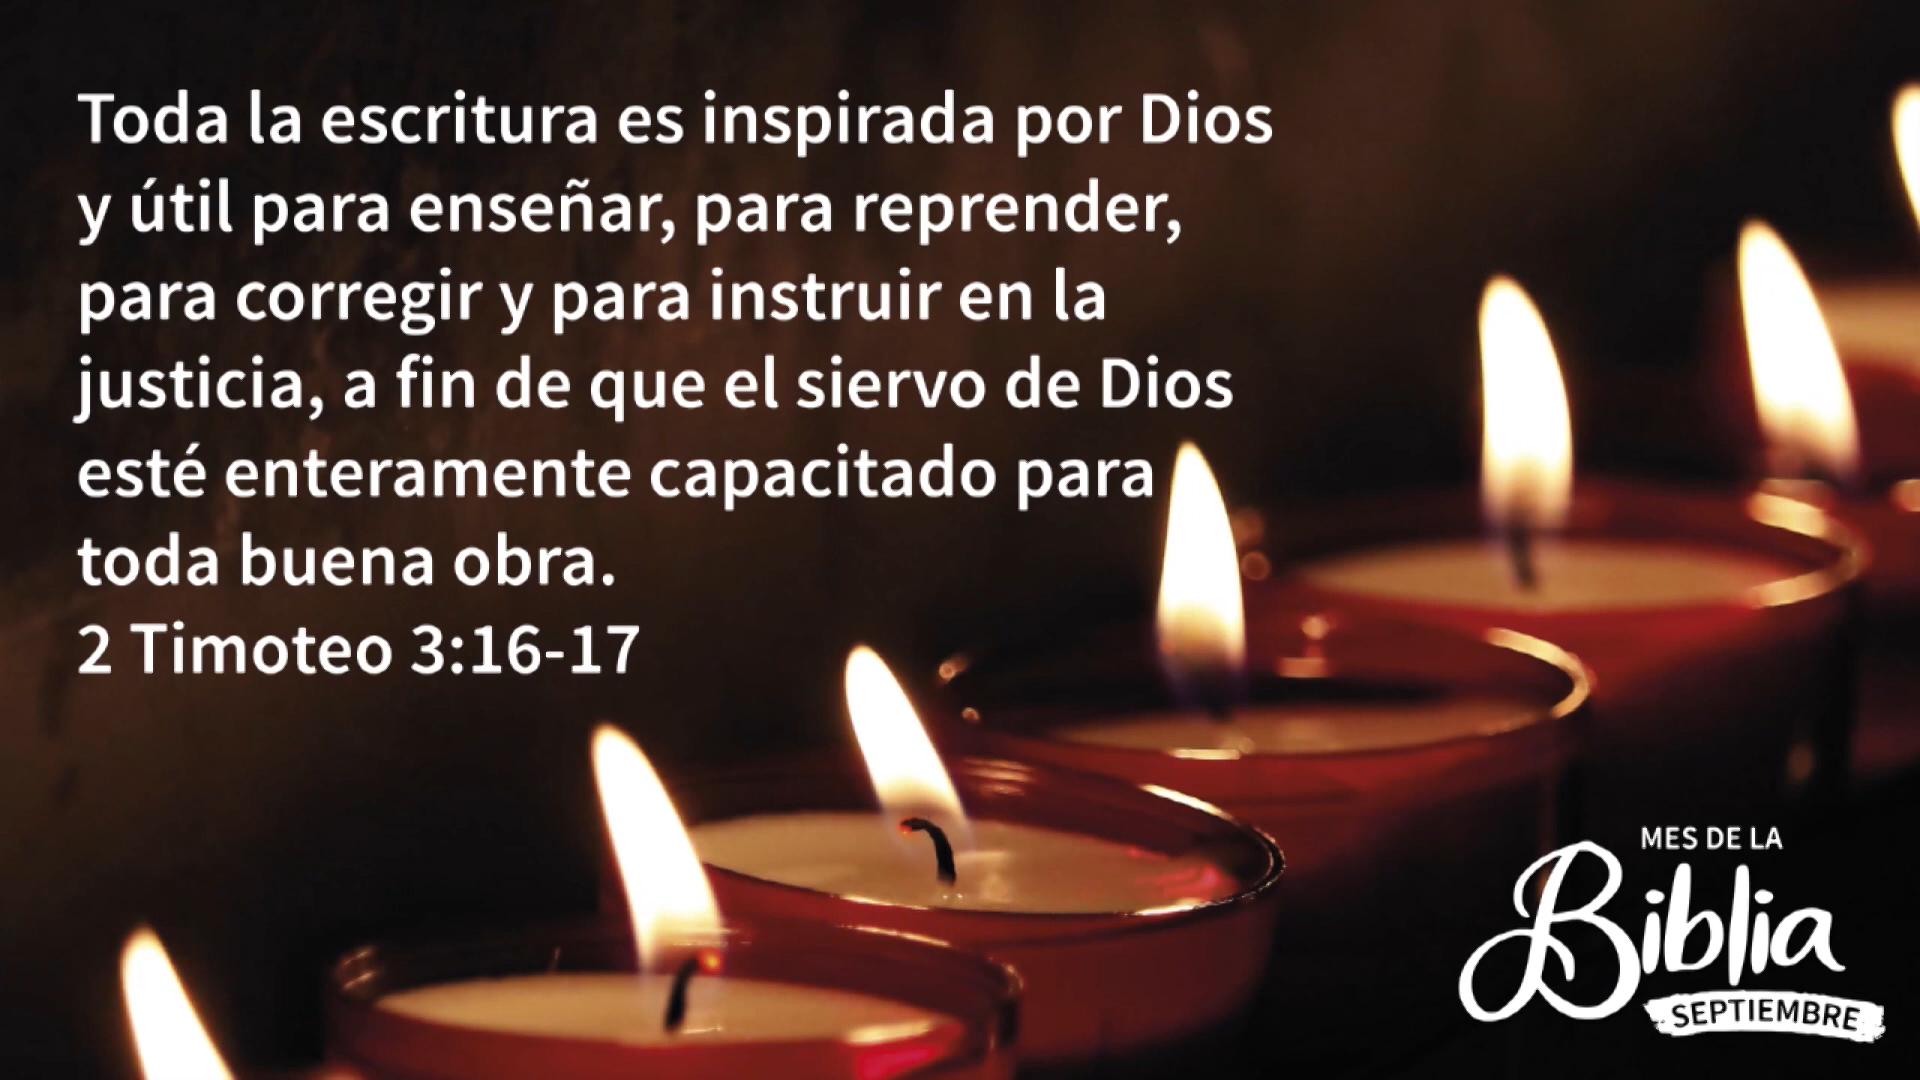 Toda la escritura es inspirada por Dios
y útil para enseñar, para reprender,
para corregir y para instruir en la
justicia, a fin de que el siervo de Dios
esté enteramente capacitado para
toda buena obra.
2 Timoteo 3:16-17
MES DE LA
Biblia
SEPTIEMBRE